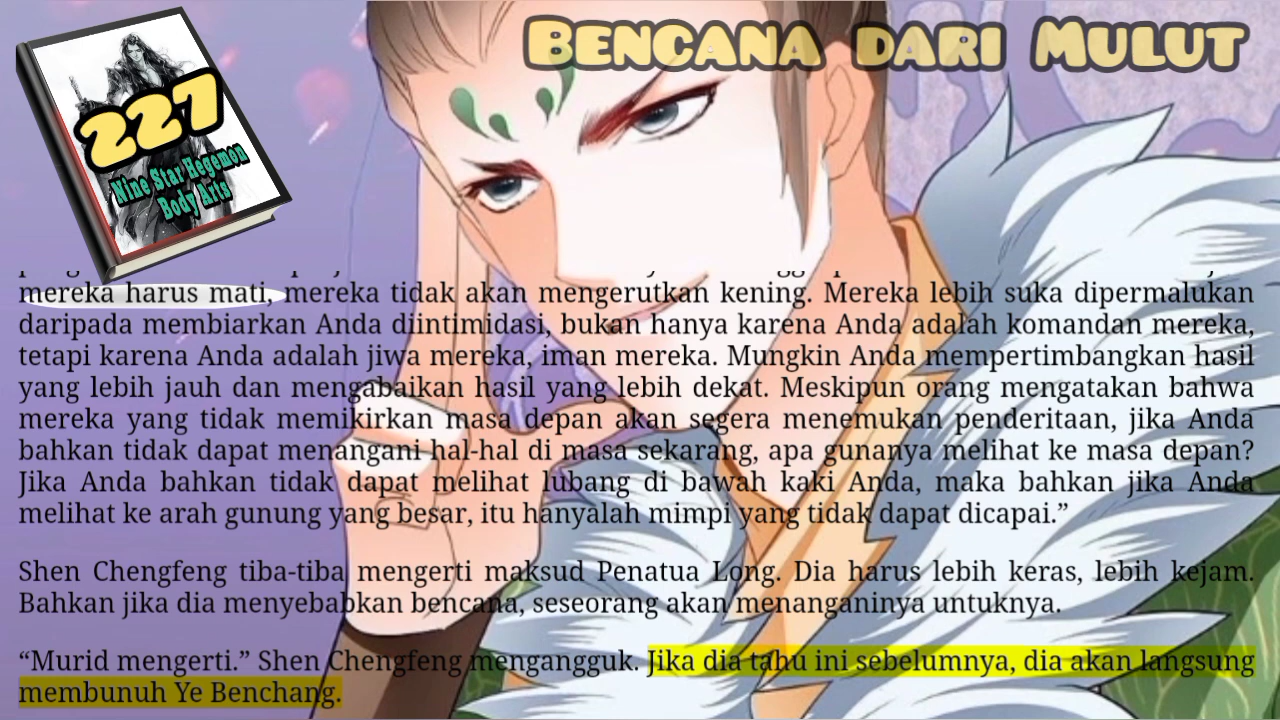 Bencana dari Mulut
227
Nine Star Hegemon
Body Arts
mereka harus mati, mereka tidak akan mengerutkan kening. Mereka lebih suka dipermalukan
daripada membiarkan Anda diintimidasi, bukan hanya karena Anda adalah komandan mereka,
tetapi karena Anda adalah jiwa mereka, iman mereka. Mungkin Anda mempertimbangkan hasil
yang lebih jauh dan mengabaikan hasil yang lebih dekat. Meskipun orang mengatakan bahwa
mereka yang tidak memikirkan masa depan akan segera menemukan penderitaan, jika Anda
bahkan tidak dapat menangani hal-hal di masa sekarang, apa gunanya melihat ke masa depan?
Jika Anda bahkan tidak dapat melihat lubang di bawah kaki Anda, maka bahkan jika Anda
melihat ke arah gunung yang besar, itu hanyalah mimpi yang tidak dapat dicapai.”
Shen Chengfeng tiba-tiba mengerti maksud Penatua Long. Dia harus lebih keras, lebih kejam.
Bahkan jika dia menyebabkan bencana, seseorang akan menanganinya untuknya.
“Murid mengerti.” Shen Chengfeng mengangguk. Jika dia tahu ini sebelumnya, dia akan langsung
membunuh Ye Benchang.